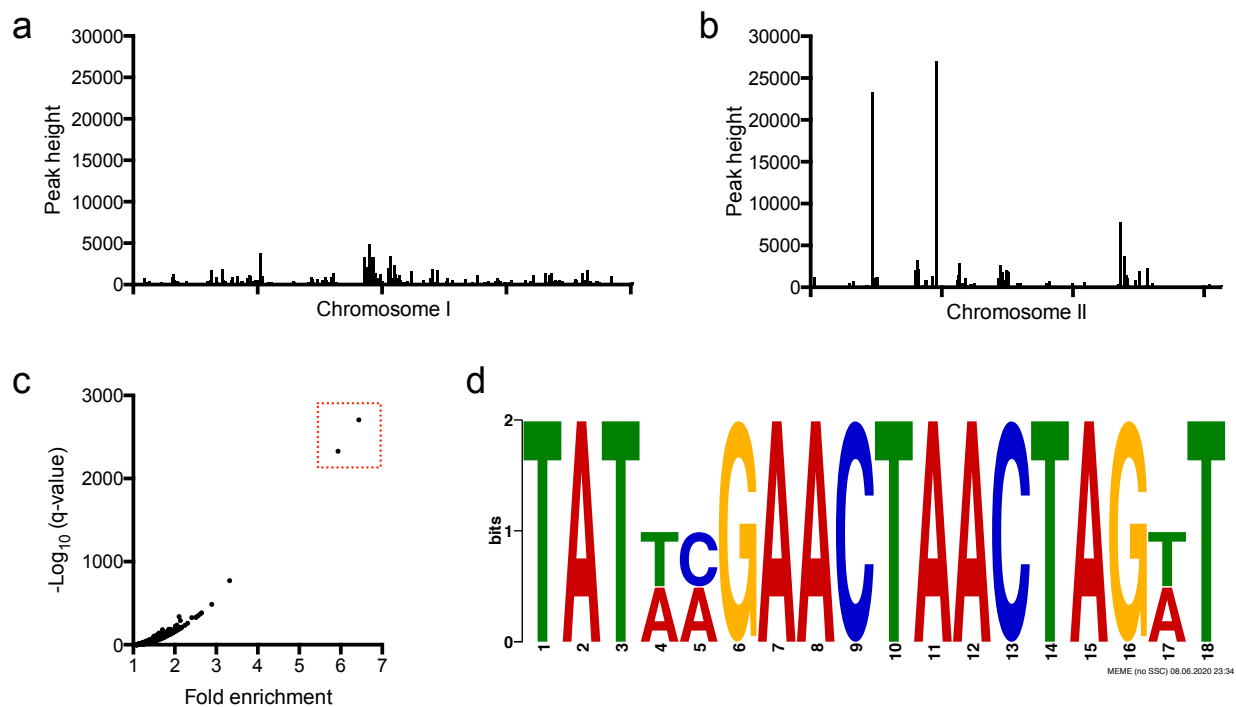 a
30000
25000
20000
15000
10000
5000
0
Peak height
Chromosome I
b
30000
25000
20000
15000
10000
5000
0
Peak height
Chromosome II
c
3000
2000
1000
0
-Log10 (q-value)
1 2 3 4 5 6 7
Fold enrichment
d
2
1
0
bits
TATTCGAACTAACTAGTT
AA A
1 2 3 4 5 6 7 8 9 10 11 12 13 14 15 16 17 18
MEME (no SSC) 08.06.2020 23:34